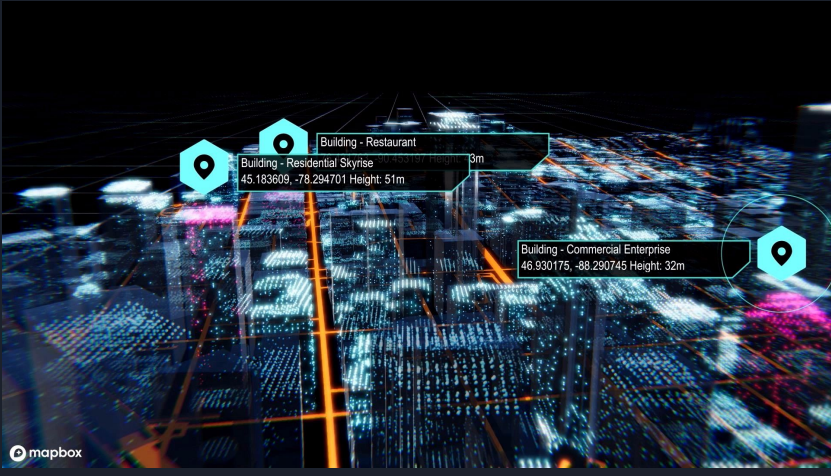 Building - Restaurant
Building - Residential Skyrise
45.183609, -78.294701 Height: 51m
Building - Commercial Enterprise
46.930175, -88.290745 Height: 32m
mapbox